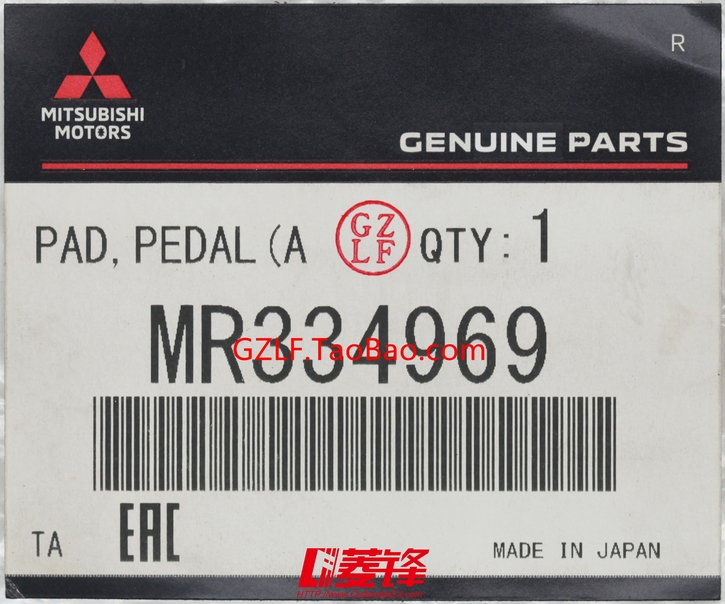 R
MITSUBISHI
MOTORS
GENUINE PARTS
PAD, PEDAL (A
GZ
LF
QTY: 1
MR334969
GZLF.TaoBao.com
TA
EAC
MADE IN JAPAN
菱锋